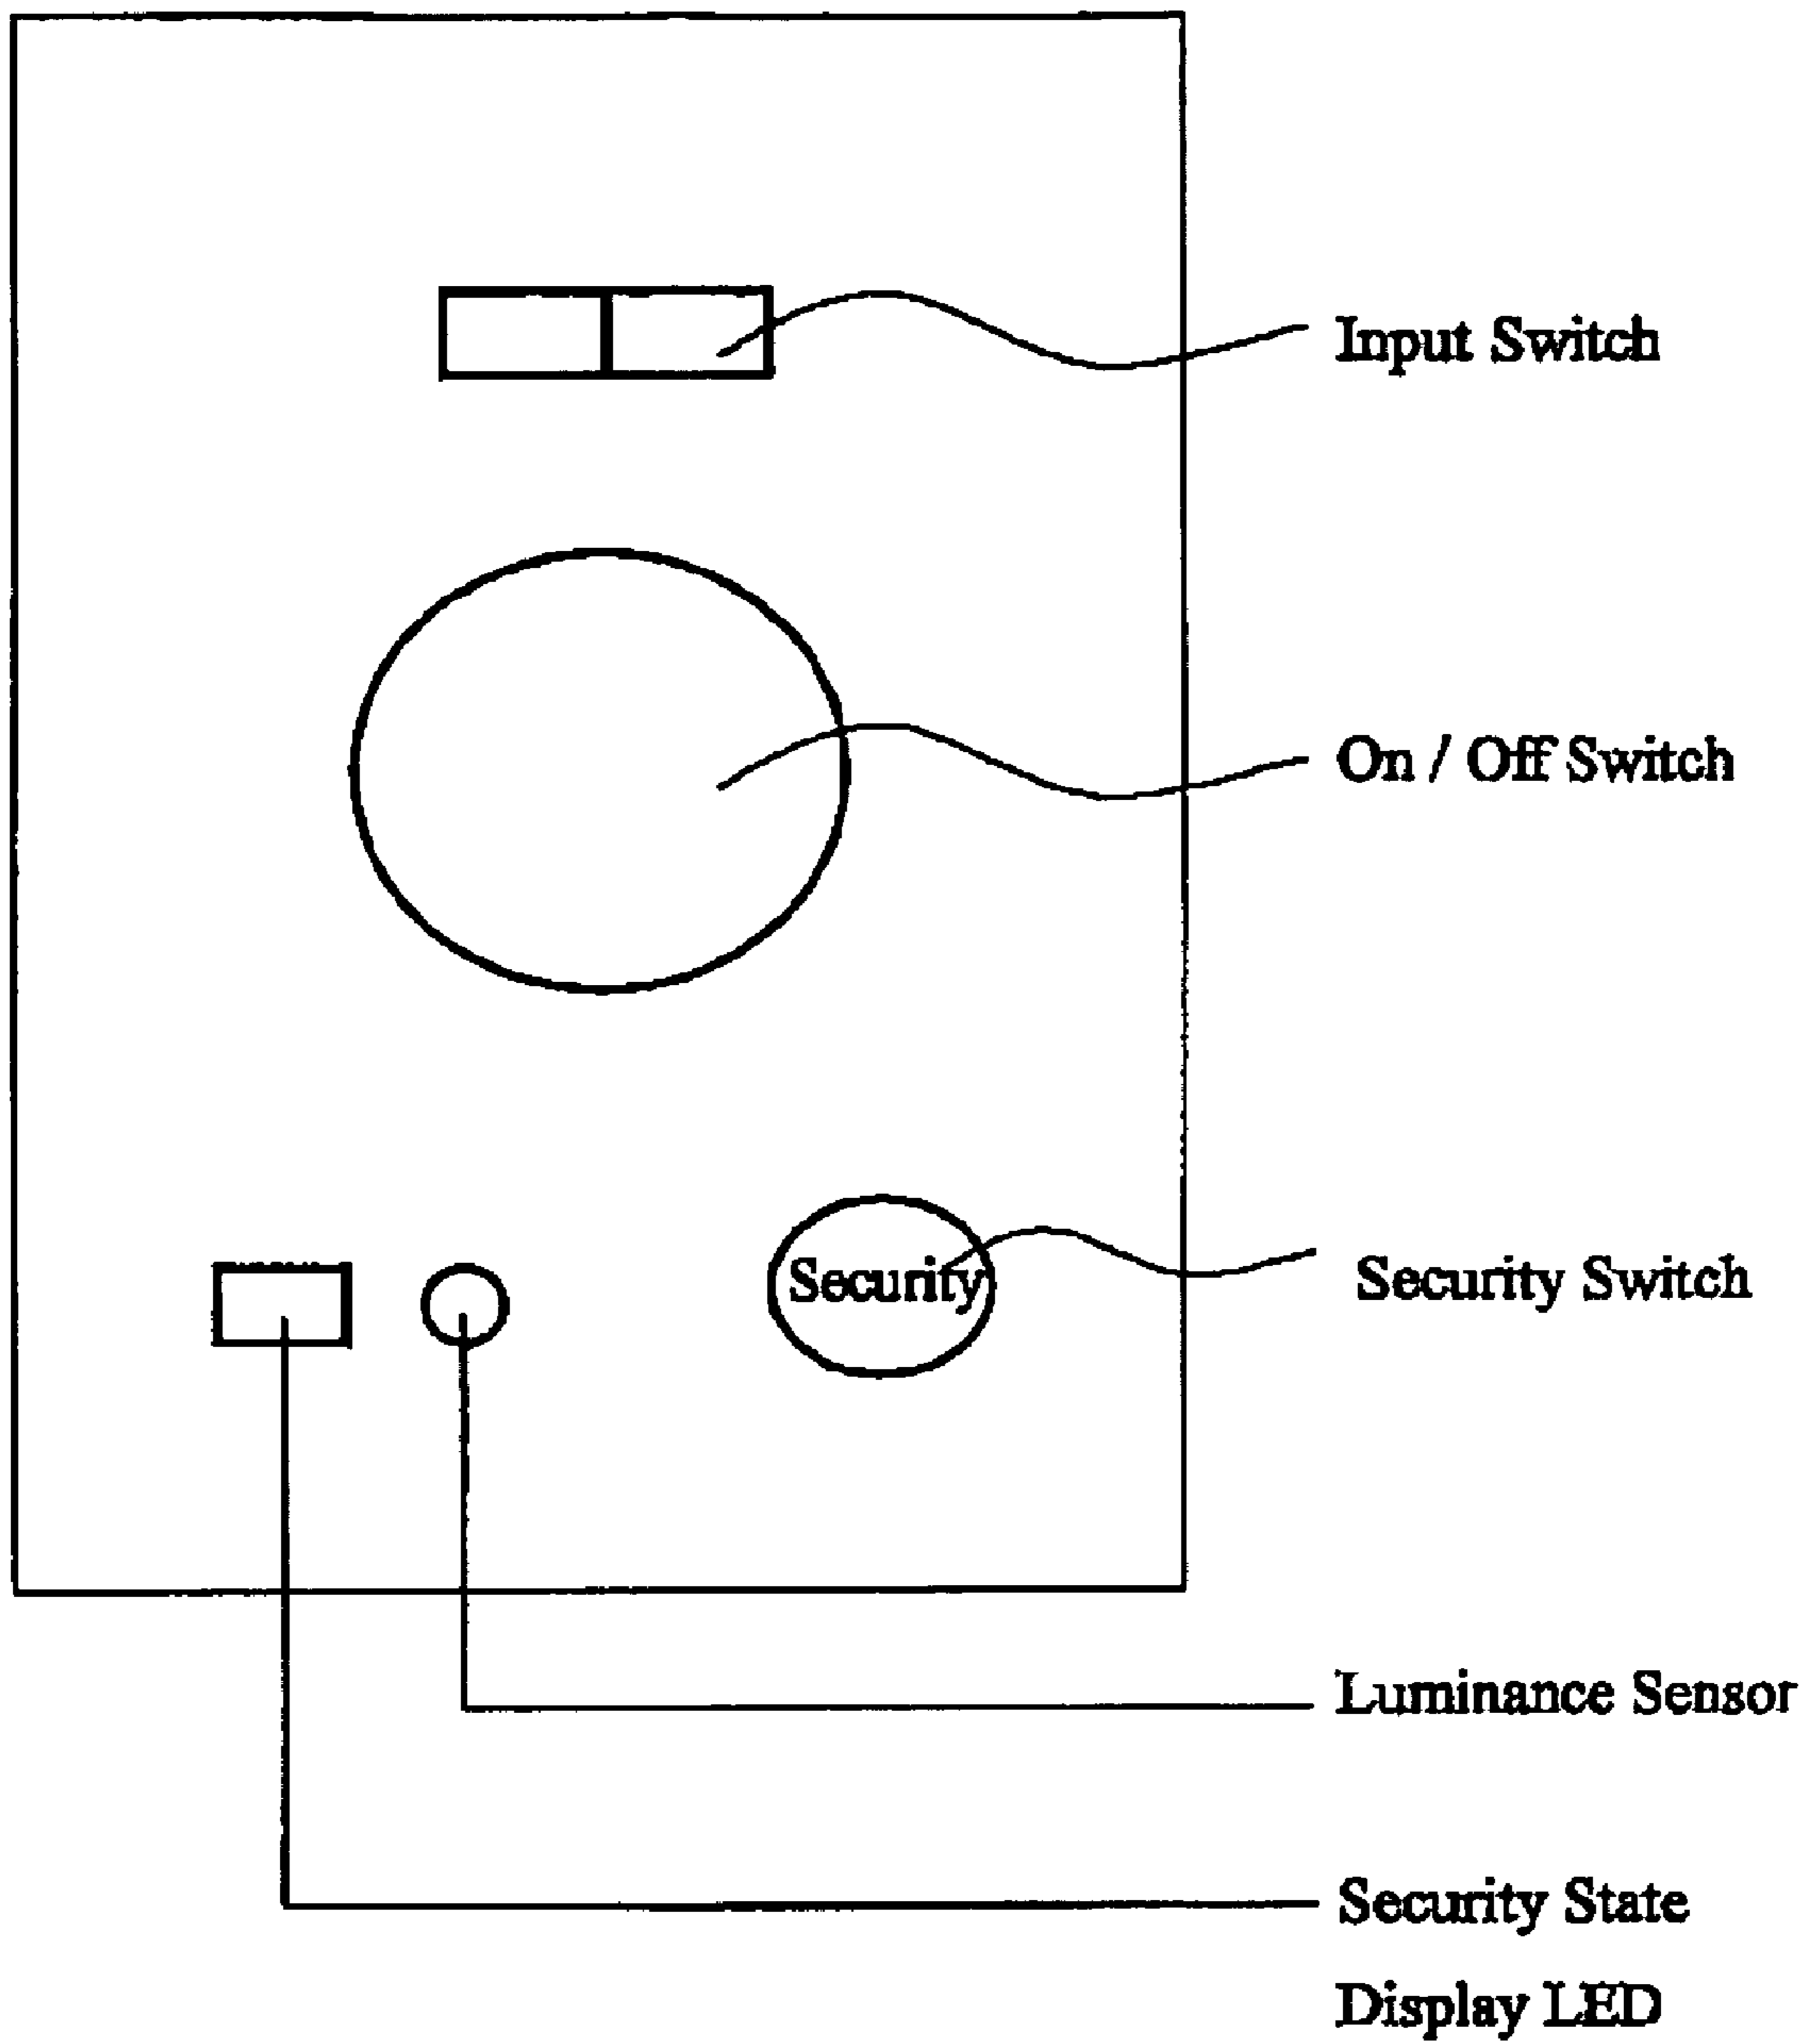 Input Switch
On / Off Switch
Security
Security Switch
Luminance Sensor
Security State
Display LED